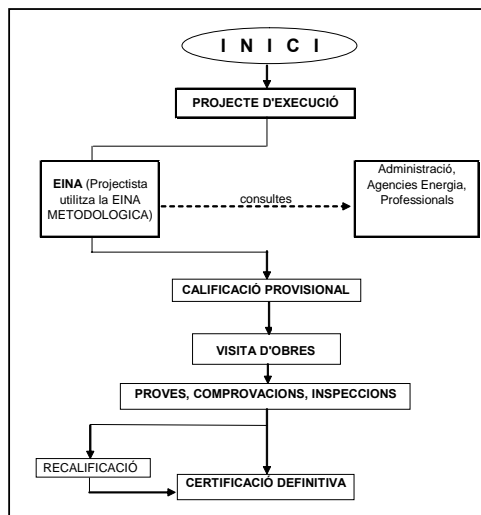 I N I C I
PROJECTE D'EXECUCIÓ
EINA (Projectista
utilitza la EINA
METODOLOGICA)
consultes
Administració,
Agencies Energia,
Professionals
CALIFICACIÓ PROVISIONAL
VISITA D'OBRES
PROVES, COMPROVACIONS, INSPECCIONS
RECALIFICACIÓ
CERTIFICACIÓ DEFINITIVA